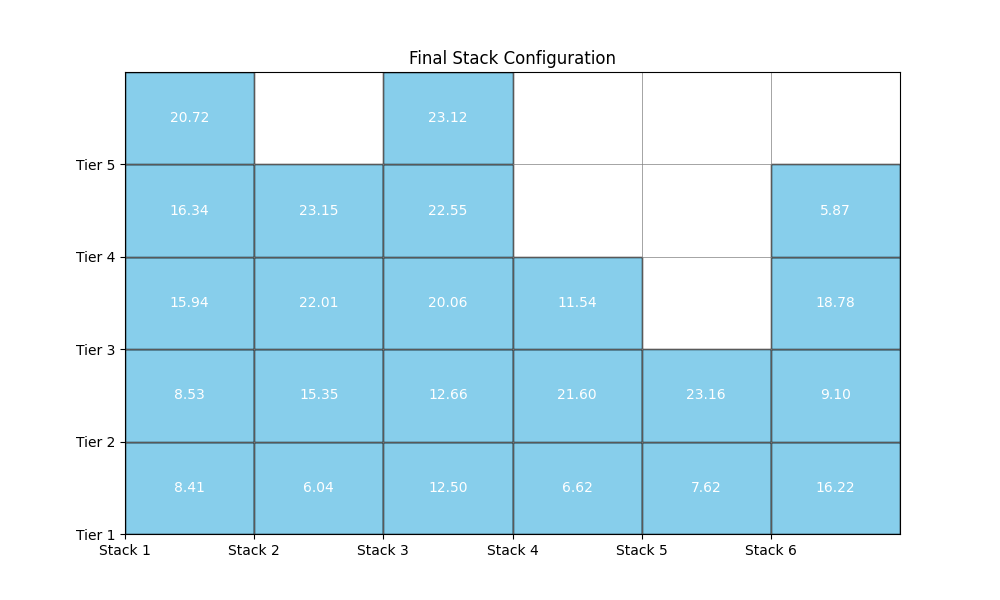 Final Stack Configuration
20.72 23.12
Tier 5
16.34 23.15 22.55 5.87
Tier 4
15.94 22.01 20.06 11.54 18.78
Tier 3
8.53 15.35 12.66 21.60 23.16 9.10
Tier 2
8.41 6.04 12.50 6.62 7.62 16.22
Tier 1
Stack 1 Stack 2 Stack 3 Stack 4 Stack 5 Stack 6